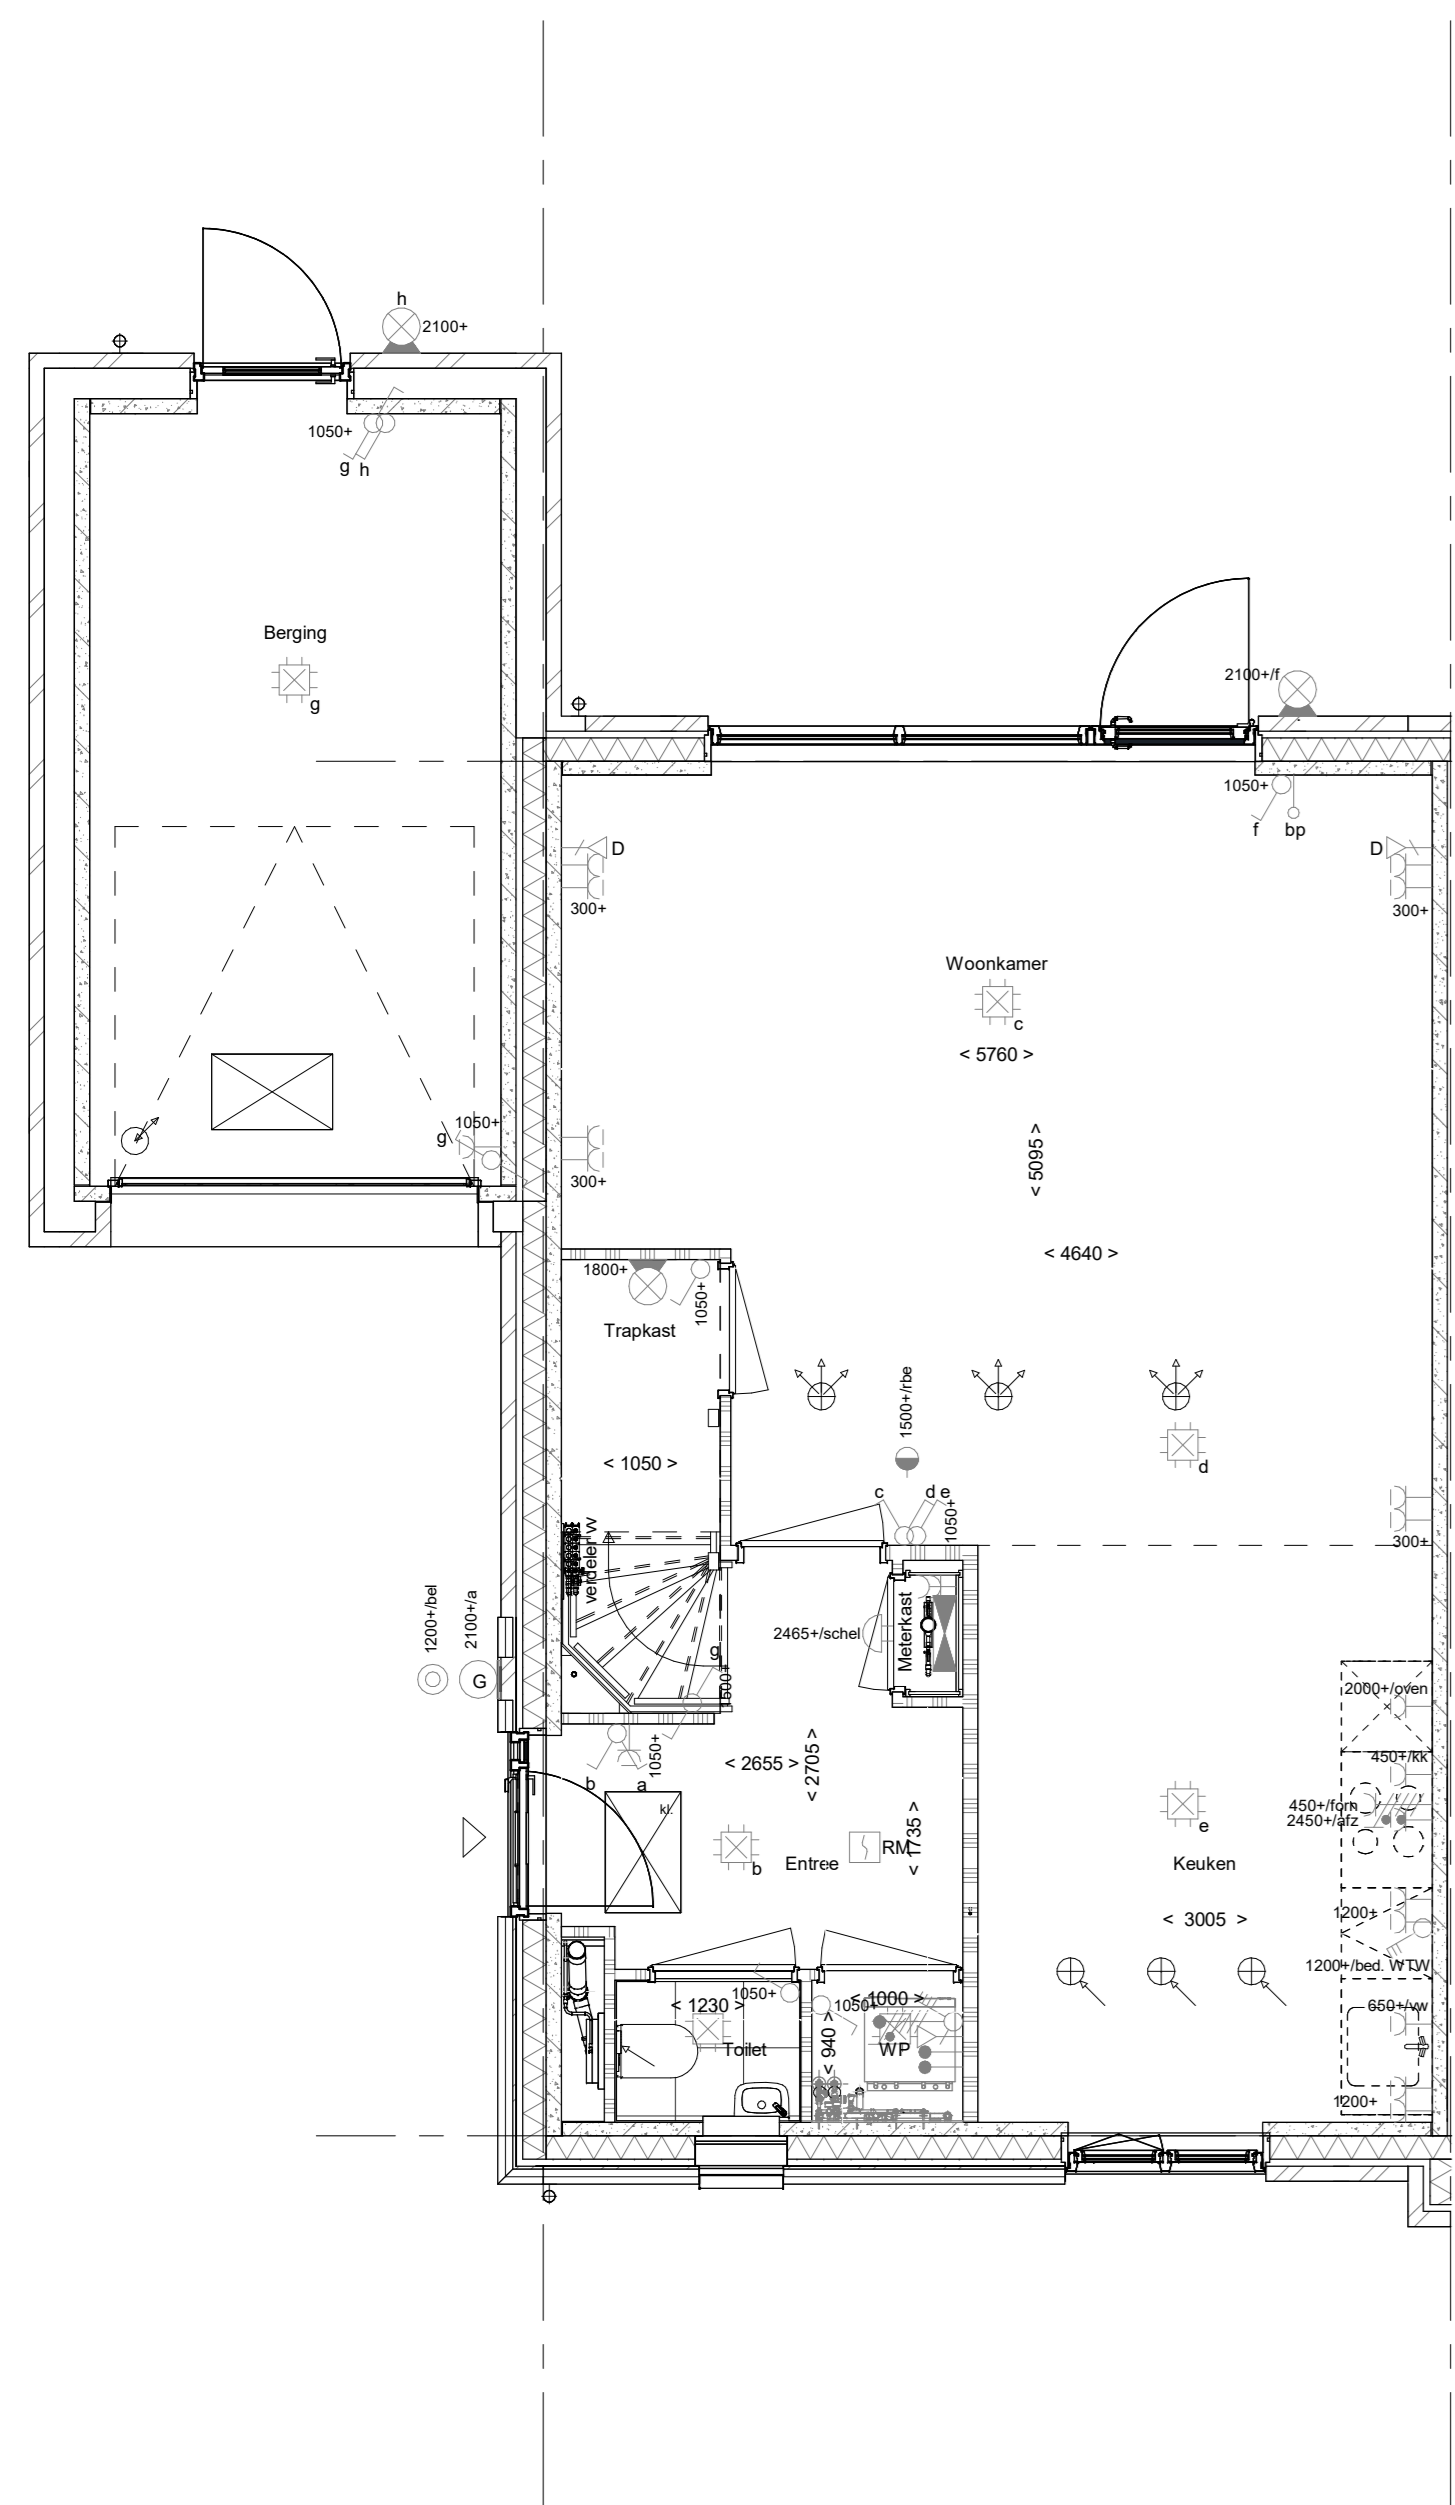 h
2100+
1050+
g h
Berging
g
2100+/f
1050+
f bp
D
300+
D
300+
Woonkamer
c
< 5760 >
1050+
g
300+
< 5095 >
< 4640 >
1800+
1050+
Trapkast
1500+/rbe
d
< 1050 >
c d e
1050+
300+
verdeler VV
1200+/bel
2100+/a
G
g
1500+
2465+/schel
Meterkast
2000+/oven
1050+
b a
< 2655 >
< 2705 >
450+/kk
kl.
450+/forn
2450+/afz
e
b
Entree
RM
< 1735 >
Keuken
1200+
< 3005 >
1200+/bed. WTW
1050+
< 1230 >
1050+
< 1000 >
650+/vw
Toilet
< 940 >
WP
1200+